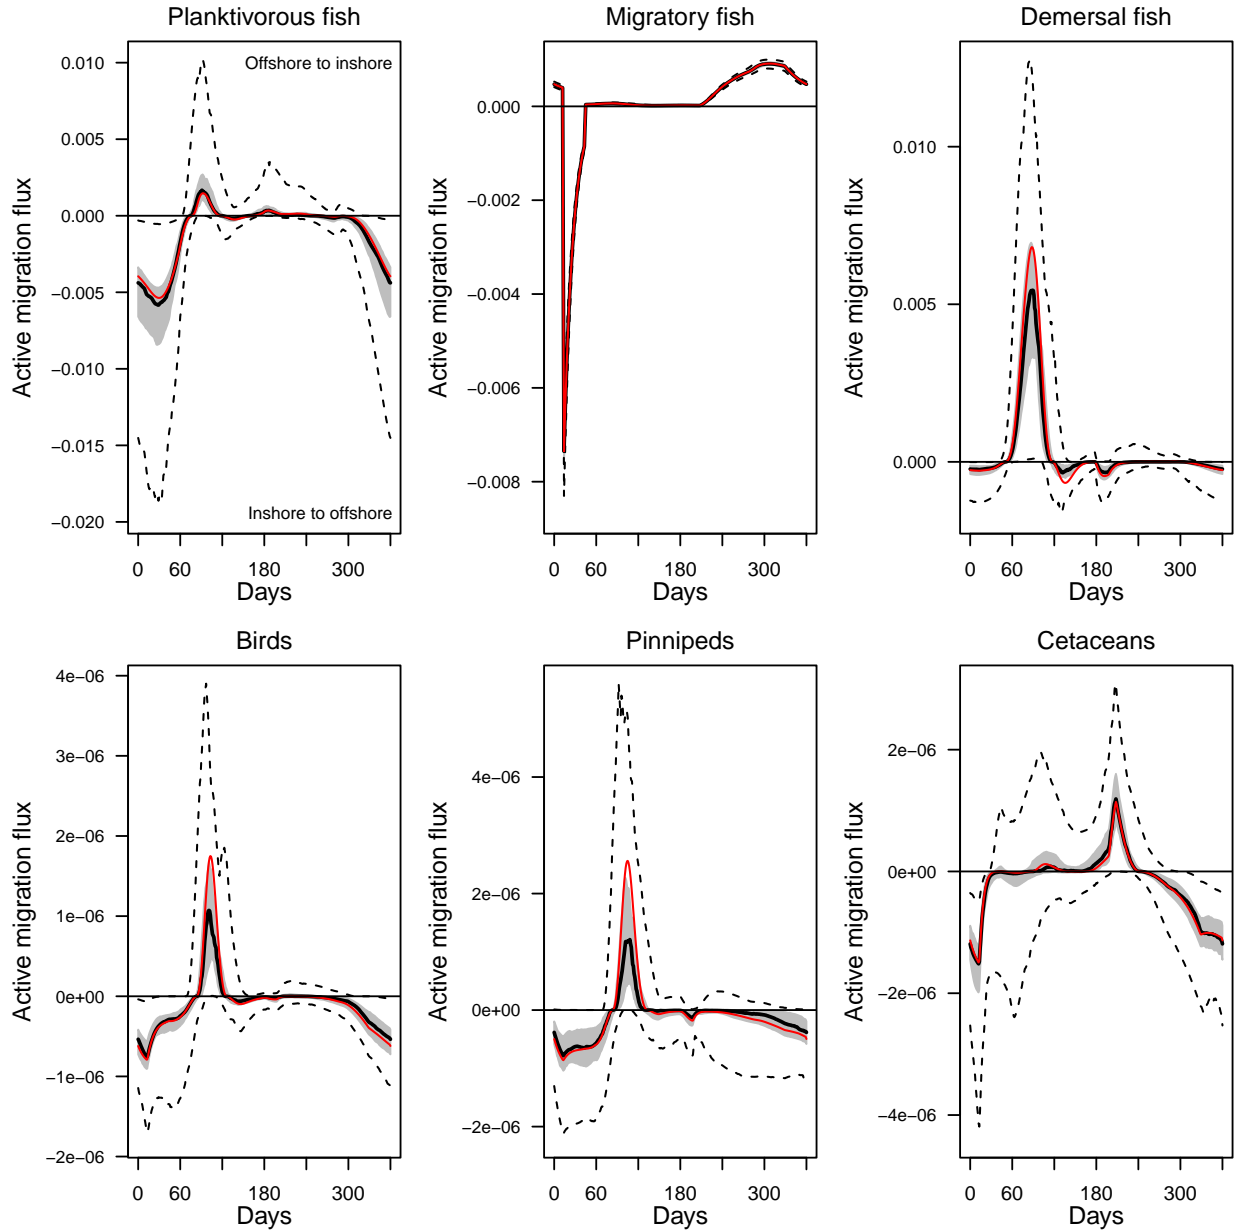 Planktivorous fish
Migratory fish
Demersal fish
Active migration flux
0.010
0.005
0.000
−0.005
−0.010
−0.015
−0.020
Offshore to inshore
Inshore to offshore
0 60 180 300
Days
Active migration flux
0.000
−0.002
−0.004
−0.006
−0.008
0 60 180 300
Days
Active migration flux
0.010
0.005
0.000
0 60 180 300
Days
Birds
Pinnipeds
Cetaceans
Active migration flux
4e−06
3e−06
2e−06
1e−06
0e+00
−1e−06
−2e−06
0 60 180 300
Days
Active migration flux
4e−06
2e−06
0e+00
−2e−06
0 60 180 300
Days
Active migration flux
2e−06
0e+00
−2e−06
−4e−06
0 60 180 300
Days